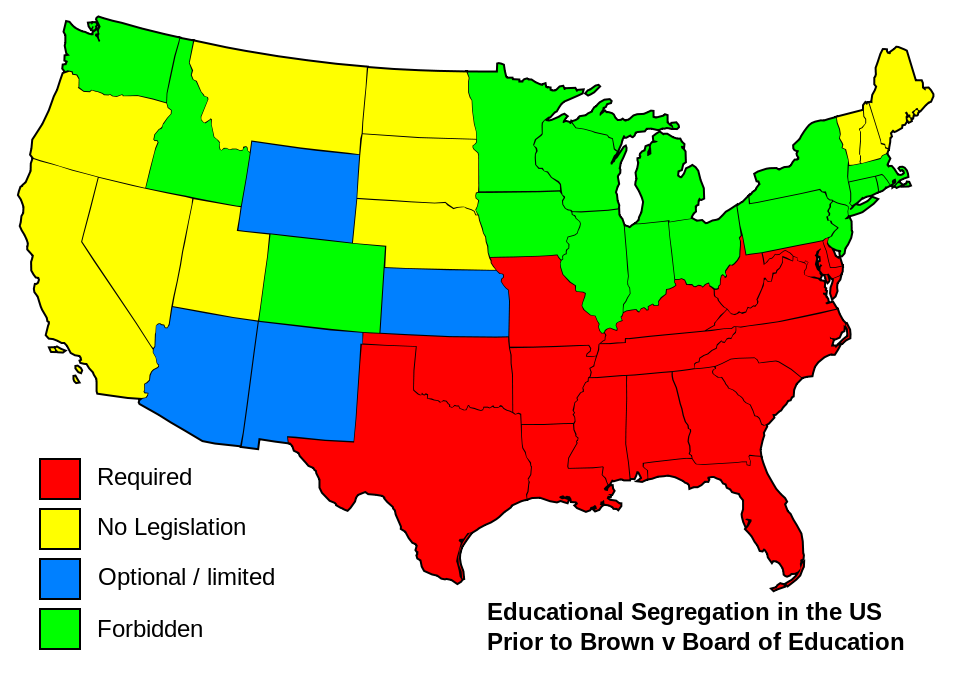 Required
No Legislation
Optional / limited
Forbidden
Educational Segregation in the US
Prior to Brown v Board of Education